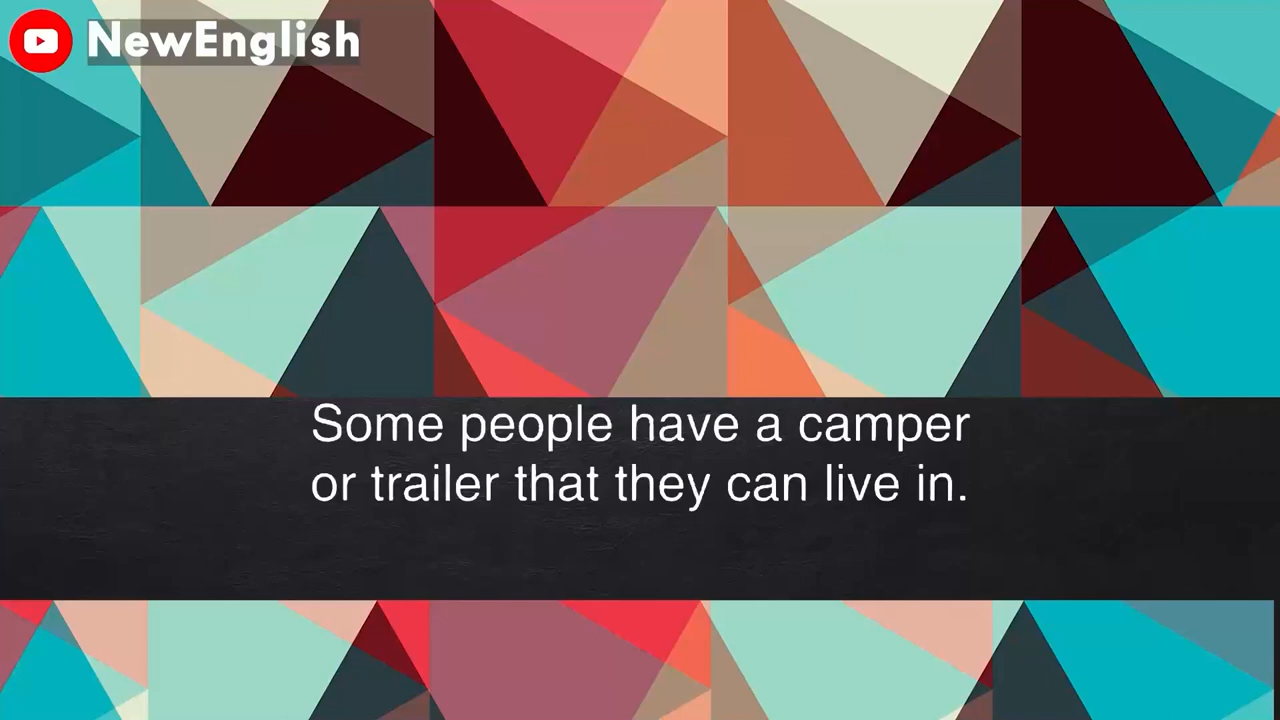 NewEnglish
Some people have a camper
or trailer that they can live in.